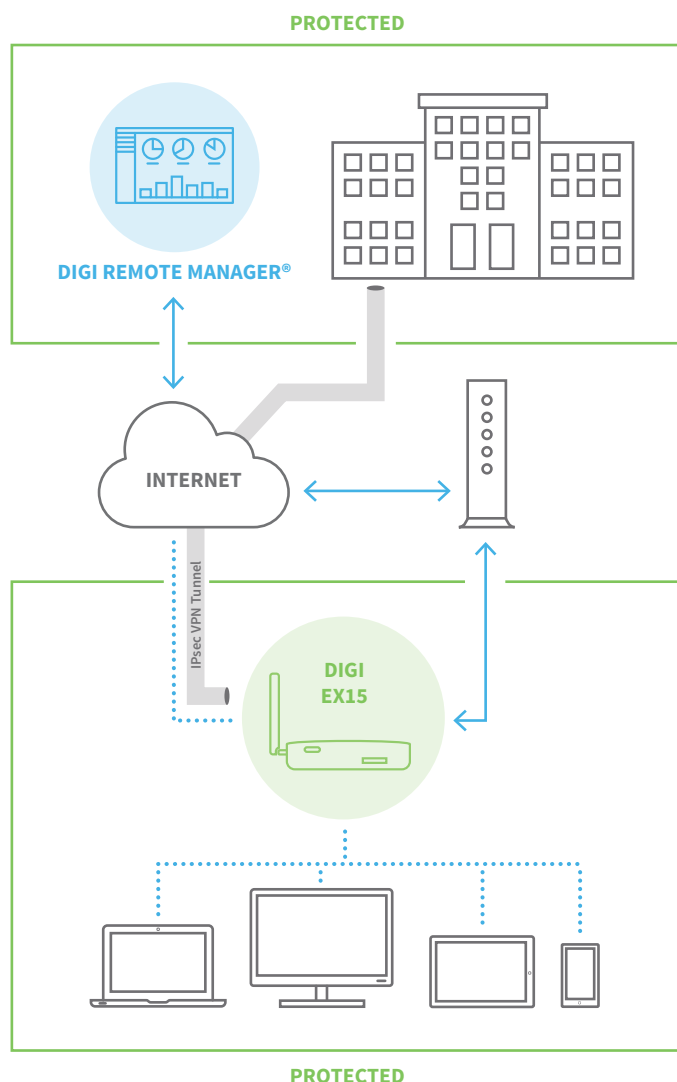 PROTECTED
DIGI REMOTE MANAGER®
INTERNET
IPsec VPN Tunnel
DIGI
EX15
PROTECTED